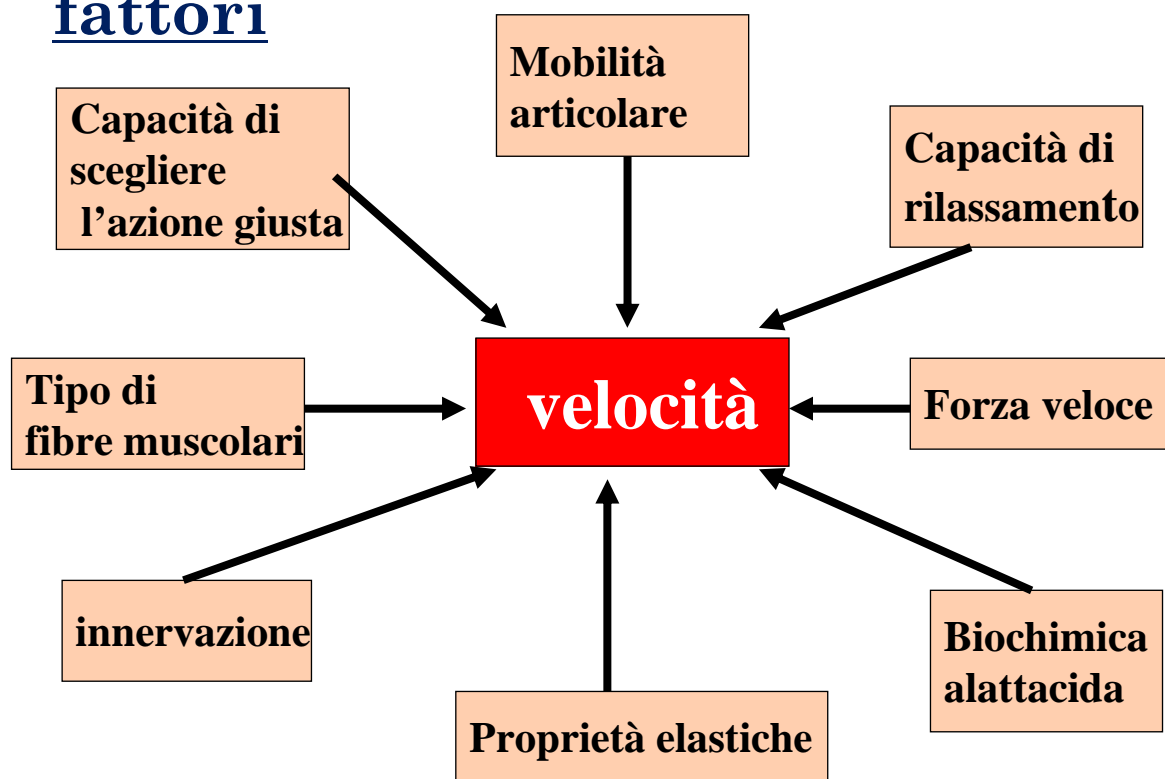 fattori
Mobilità
articolare
Capacità di
scegliere
l’azione giusta
Capacità di
rilassamento
Tipo di
fibre muscolari
velocità
Forza veloce
innervazione
Biochimica
alattacida
Proprietà elastiche